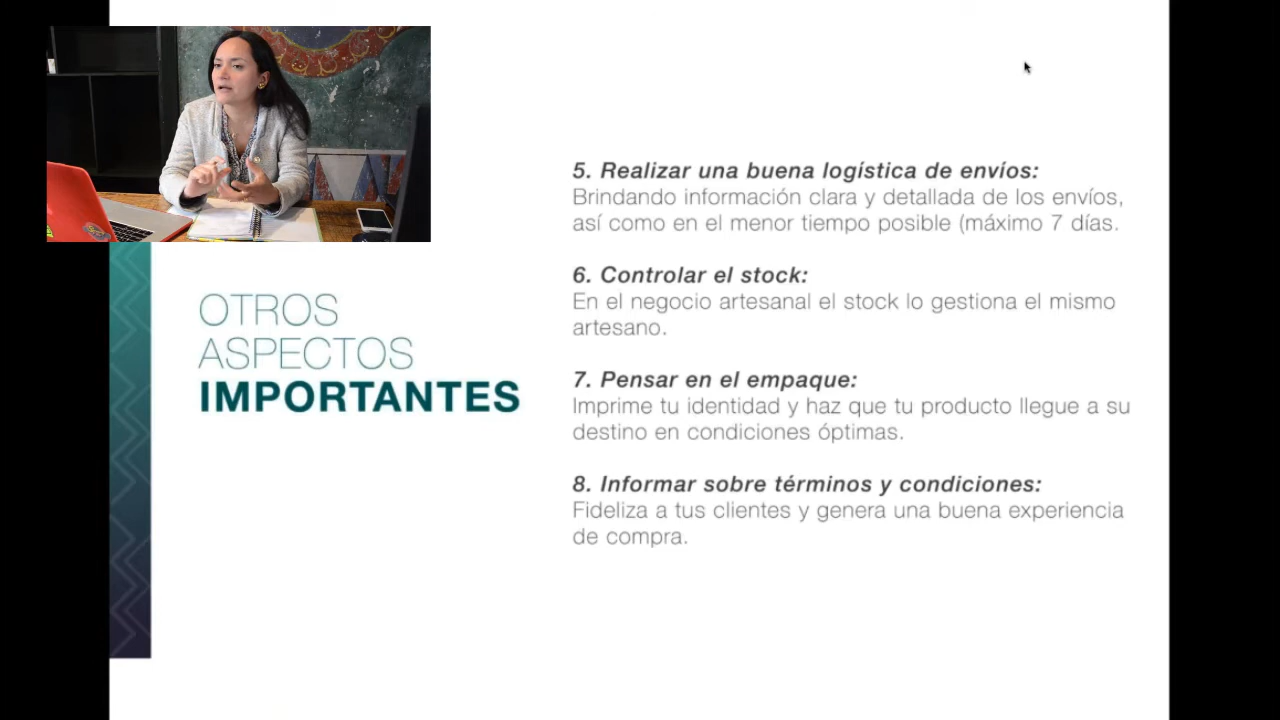 OTROS
ASPECTOS
IMPORTANTES
5. Realizar una buena logística de envíos:
Brindando información clara y detallada de los envíos,
así como en el menor tiempo posible (máximo 7 días.
6. Controlar el stock:
En el negocio artesanal el stock lo gestiona el mismo
artesano.
7. Pensar en el empaque:
Imprime tu identidad y haz que tu producto llegue a su
destino en condiciones óptimas.
8. Informar sobre términos y condiciones:
Fideliza a tus clientes y genera una buena experiencia
de compra.